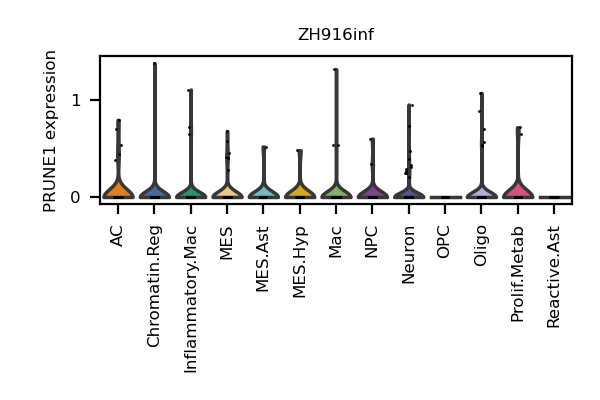 ZH916inf
PRUNE1 expression
1
0
AC
Chromatin.Reg
Inflammatory.Mac
MES
MES.Ast
MES.Hyp
Mac
NPC
Neuron
OPC
Oligo
Prolif.Metab
Reactive.Ast